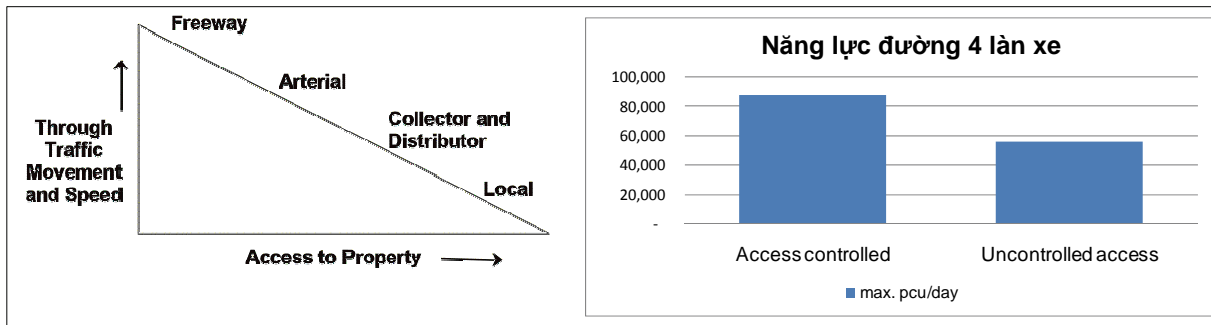 Freeway
Arterial
Collector and
Distributor
Local
Through
Traffic
Movement
and Speed
Access to Property
Năng lực đường 4 làn xe
100,000
80,000
60,000
40,000
20,000
-
Access controlled
Uncontrolled access
max. pcu/day